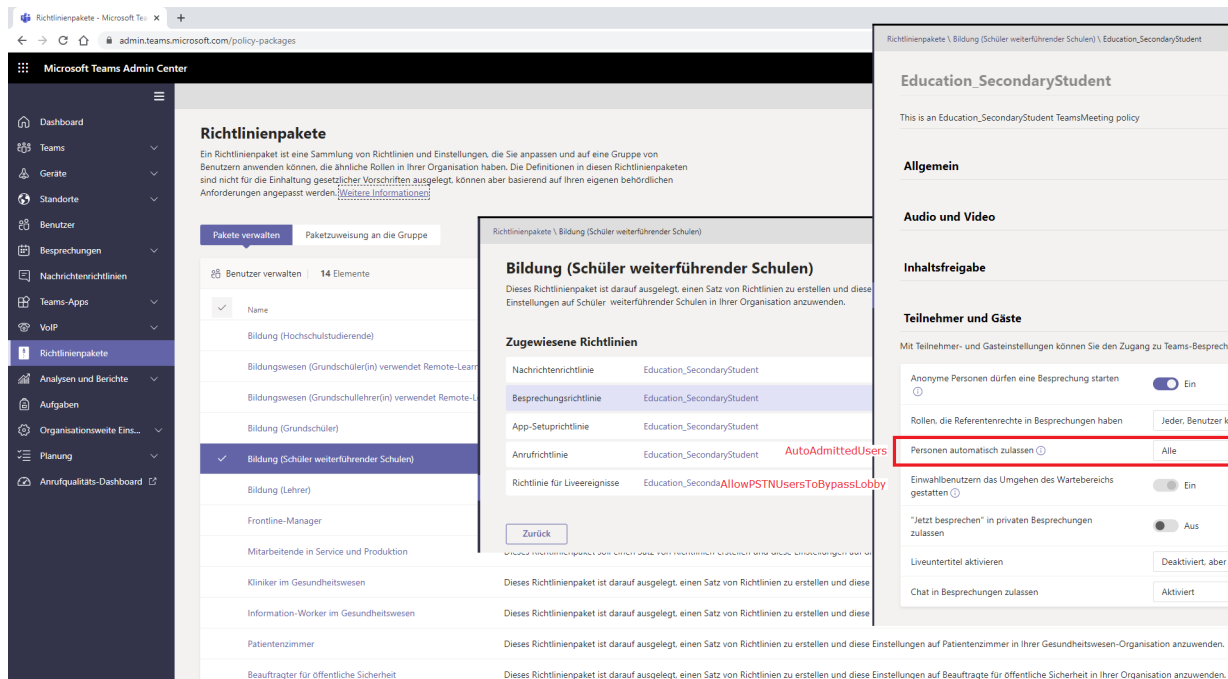 Richtlinienpakete - Microsoft Tea
admin.teams.microsoft.com/policy-packages
Microsoft Teams Admin Center
Dashboard
Teams
Geräte
Standorte
Benutzer
Besprechungen
Nachrichtenrichtlinien
Teams-Apps
VoIP
Richtlinienpakete
Analysen und Berichte
Aufgaben
Organisationsweite Eins...
Planung
Anrufqualitäts-Dashboard
Richtlinienpakete
Ein Richtlinienpaket ist eine Sammlung von Richtlinien und Einstellungen, die Sie anpassen und auf eine Gruppe von
Benutzern anwenden können, die ähnliche Rollen in Ihrer Organisation haben. Die Definitionen in diesen Richtlinienpaketen
sind nicht für die Einhaltung gesetzlicher Vorschriften ausgelegt, können aber basierend auf Ihren eigenen behördlichen
Anforderungen angepasst werden. Weitere Informationen
Pakete verwalten Paketzuweisung an die Gruppe
Benutzer verwalten 14 Elemente
Name
Bildung (Hochschulstudierende)
Bildungswesen (Grundschüler(in) verwendet Remote-Learn
Bildungswesen (Grundschullehrer(in) verwendet Remote-L
Bildung (Grundschüler)
Bildung (Schüler weiterführender Schulen)
Bildung (Lehrer)
Frontline-Manager
Mitarbeitende in Service und Produktion
Kliniker im Gesundheitswesen Dieses Richtlinienpaket ist darauf ausgelegt, einen Satz von Richtlinien zu erstellen und diese
Information-Worker im Gesundheitswesen Dieses Richtlinienpaket ist darauf ausgelegt, einen Satz von Richtlinien zu erstellen und diese
Patientenzimmer Dieses Richtlinienpaket ist darauf ausgelegt, einen Satz von Richtlinien zu erstellen und diese Einstellungen auf Patientenzimmer in Ihrer Gesundheitswesen-Organisation anzuwenden.
Beauftragter für öffentliche Sicherheit Dieses Richtlinienpaket ist darauf ausgelegt, einen Satz von Richtlinien zu erstellen und diese Einstellungen auf Beauftragte für öffentliche Sicherheit in Ihrer Organisation anzuwenden.
Richtlinienpakete \ Bildung (Schüler weiterführender Schulen)
Bildung (Schüler weiterführender Schulen)
Dieses Richtlinienpaket ist darauf ausgelegt, einen Satz von Richtlinien zu erstellen und diese
Einstellungen auf Schüler weiterführender Schulen in Ihrer Organisation anzuwenden.
Zugewiesene Richtlinien
Nachrichtenrichtlinie Education_SecondaryStudent
Besprechungsrichtlinie Education_SecondaryStudent
App-Setuprichtlinie Education_SecondaryStudent
Anrufrichtlinie Education_SecondaryStudent
Richtlinie für Liveereignisse Education_Seconda
Zurück
AutoAdmittedUsers
AllowPSTNUsersToBypassLobby
Richtlinienpakete \ Bildung (Schüler weiterführender Schulen) \ Education_SecondaryStudent
Education_SecondaryStudent
This is an Education_SecondaryStudent TeamsMeeting policy
Allgemein
Audio und Video
Inhaltsfreigabe
Teilnehmer und Gäste
Mit Teilnehmer- und Gasteinstellungen können Sie den Zugang zu Teams-Besprech
Anonyme Personen dürfen eine Besprechung starten Ein
Rollen, die Referentenrechte in Besprechungen haben Jeder, Benutzer k
Personen automatisch zulassen Alle
Einwahlbenutzern das Umgehen des Wartebereichs
gestatten Ein
"Jetzt besprechen" in privaten Besprechungen
zulassen Aus
Liveuntertitel aktivieren Deaktiviert, aber
Chat in Besprechungen zulassen Aktiviert